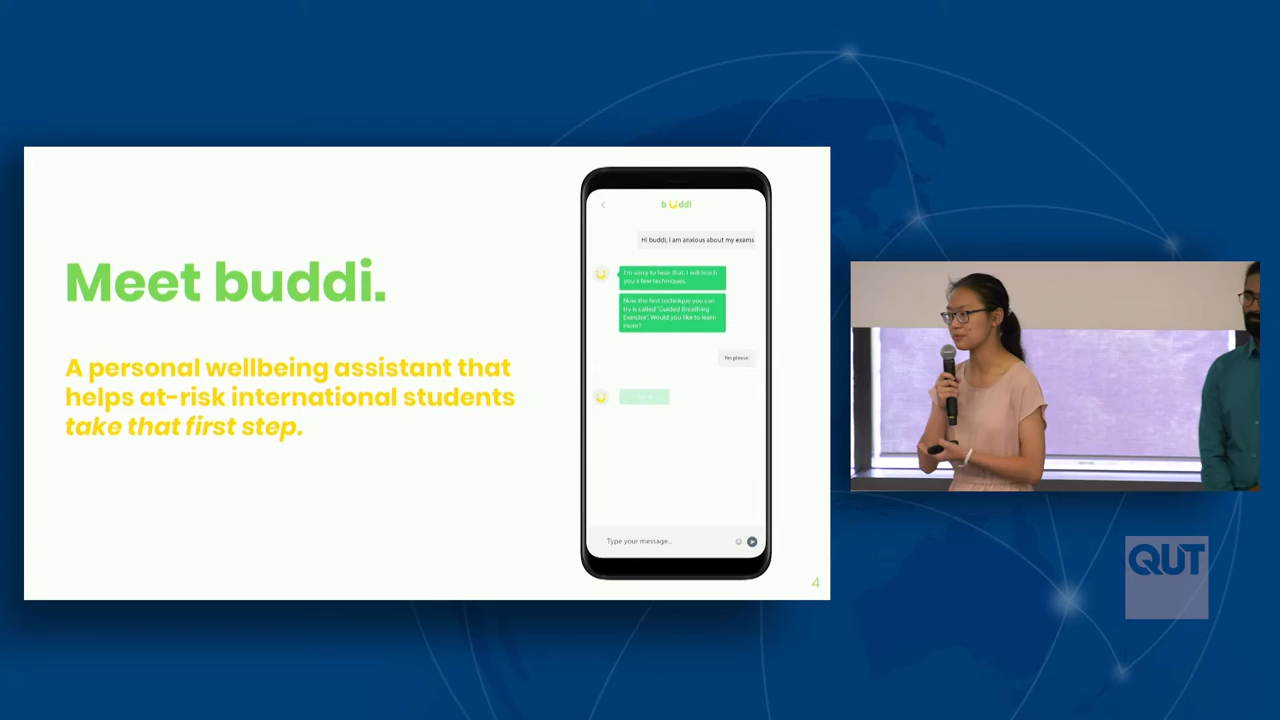 Meet buddi.
A personal wellbeing assistant that
helps at-risk international students
take that first step.
buddi
Hi buddi, I am anxious about my exams
I'm sorry to hear that. I will teach
you a few techniques.
Now the first technique you can
try is called "Guided Breathing
Exercise". Would you like to learn
more?
Yes please
Type your message...
4
QUT